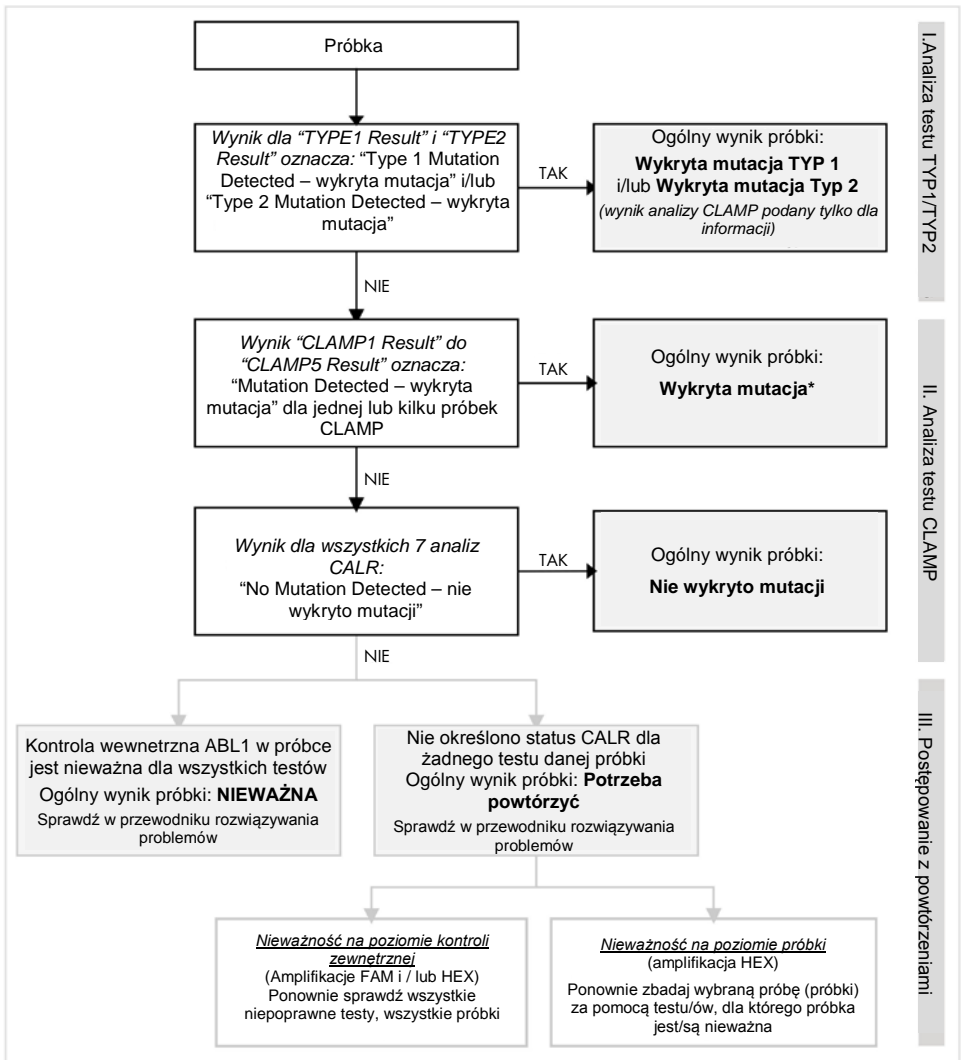 Próbka
Wynik dla “TYPE1 Result” i “TYPE2
Result” oznacza: “Type 1 Mutation
Detected – wykryta mutacja” i/lub
“Type 2 Mutation Detected – wykryta
mutacja”
TAK
Ogólny wynik próbki:
Wykryta mutacja TYP 1
i/lub Wykryta mutacja Typ 2
(wynik analizy CLAMP podany tylko dla
informacji)
I.Analiza testu TYP1/TYP2
NIE
Wynik “CLAMP1 Result” do
“CLAMP5 Result” oznacza:
“Mutation Detected – wykryta
mutacja” dla jednej lub kilku próbek
CLAMP
TAK
Ogólny wynik próbki:
Wykryta mutacja*
II. Analiza testu CLAMP
NIE
Wynik dla wszystkich 7 analiz
CALR:
“No Mutation Detected – nie
wykryto mutacji”
TAK
Ogólny wynik próbki:
Nie wykryto mutacji
NIE
Kontrola wewnetrzna ABL1 w próbce
jest nieważna dla wszystkich testów
Ogólny wynik próbki: NIEWAŻNA
Sprawdź w przewodniku rozwiązywania
problemów
Nie określono status CALR dla
żadnego testu danej próbki
Ogólny wynik próbki: Potrzeba
powtórzyć
Sprawdź w przewodniku rozwiązywania
problemów
III. Postępowanie z powtórzeniami
Nieważność na poziomie kontroli
zewnętrznej
(Amplifikacje FAM i / lub HEX)
Ponownie sprawdź wszystkie
niepoprawne testy, wszystkie próbki
Nieważność na poziomie próbki
(amplifikacja HEX)
Ponownie zbadaj wybraną próbę (próbki)
za pomocą testu/ów, dla którego próbka
jest/są nieważna